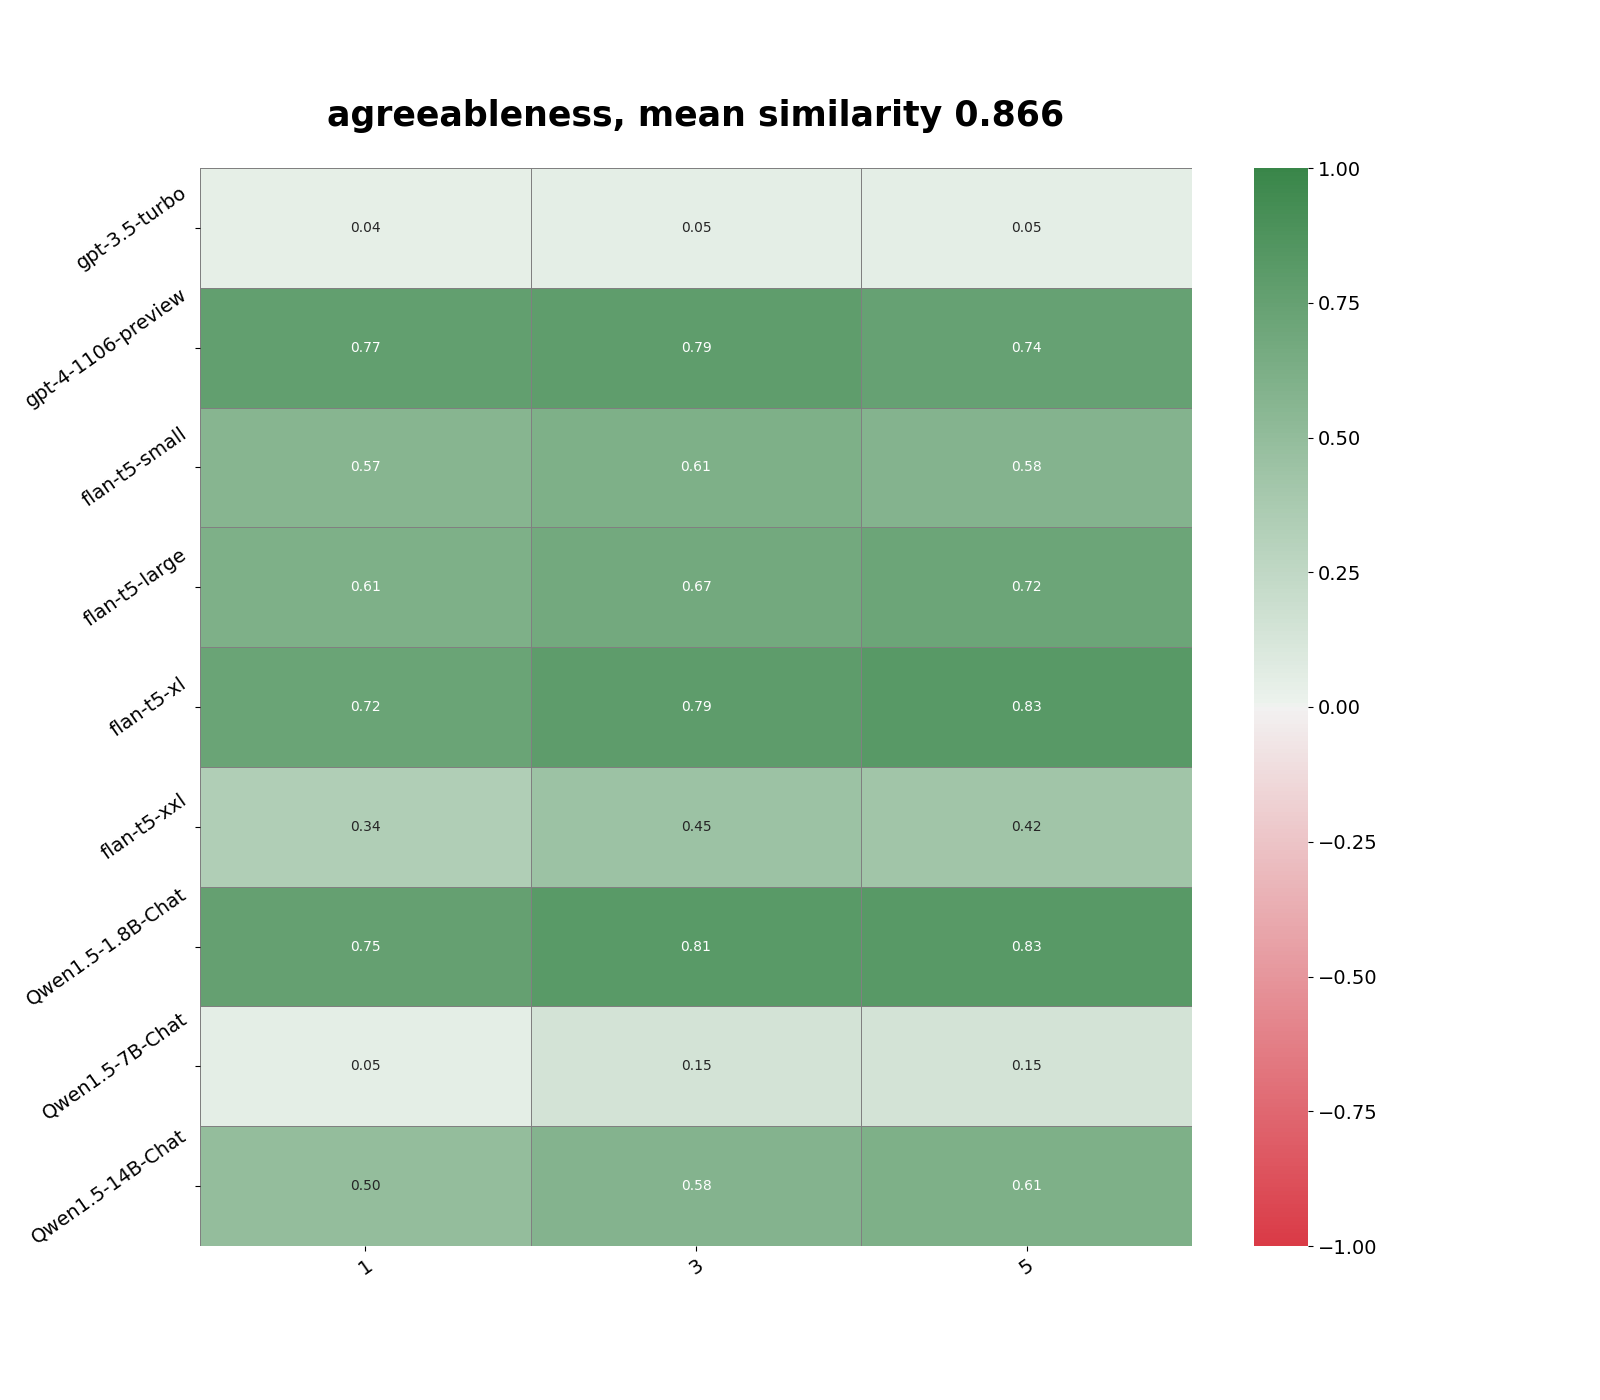 agreeableness, mean similarity 0.866
gpt-3.5-turbo 0.04 0.05 0.05
gpt-4-1106-preview 0.77 0.79 0.74
flan-t5-small 0.57 0.61 0.58
flan-t5-large 0.61 0.67 0.72
flan-t5-xl 0.72 0.79 0.83
flan-t5-xxl 0.34 0.45 0.42
Qwen1.5-1.8B-Chat 0.75 0.81 0.83
Qwen1.5-7B-Chat 0.05 0.15 0.15
Qwen1.5-14B-Chat 0.50 0.58 0.61
1 3 5
1.00
0.75
0.50
0.25
0.00
−0.25
−0.50
−0.75
−1.00